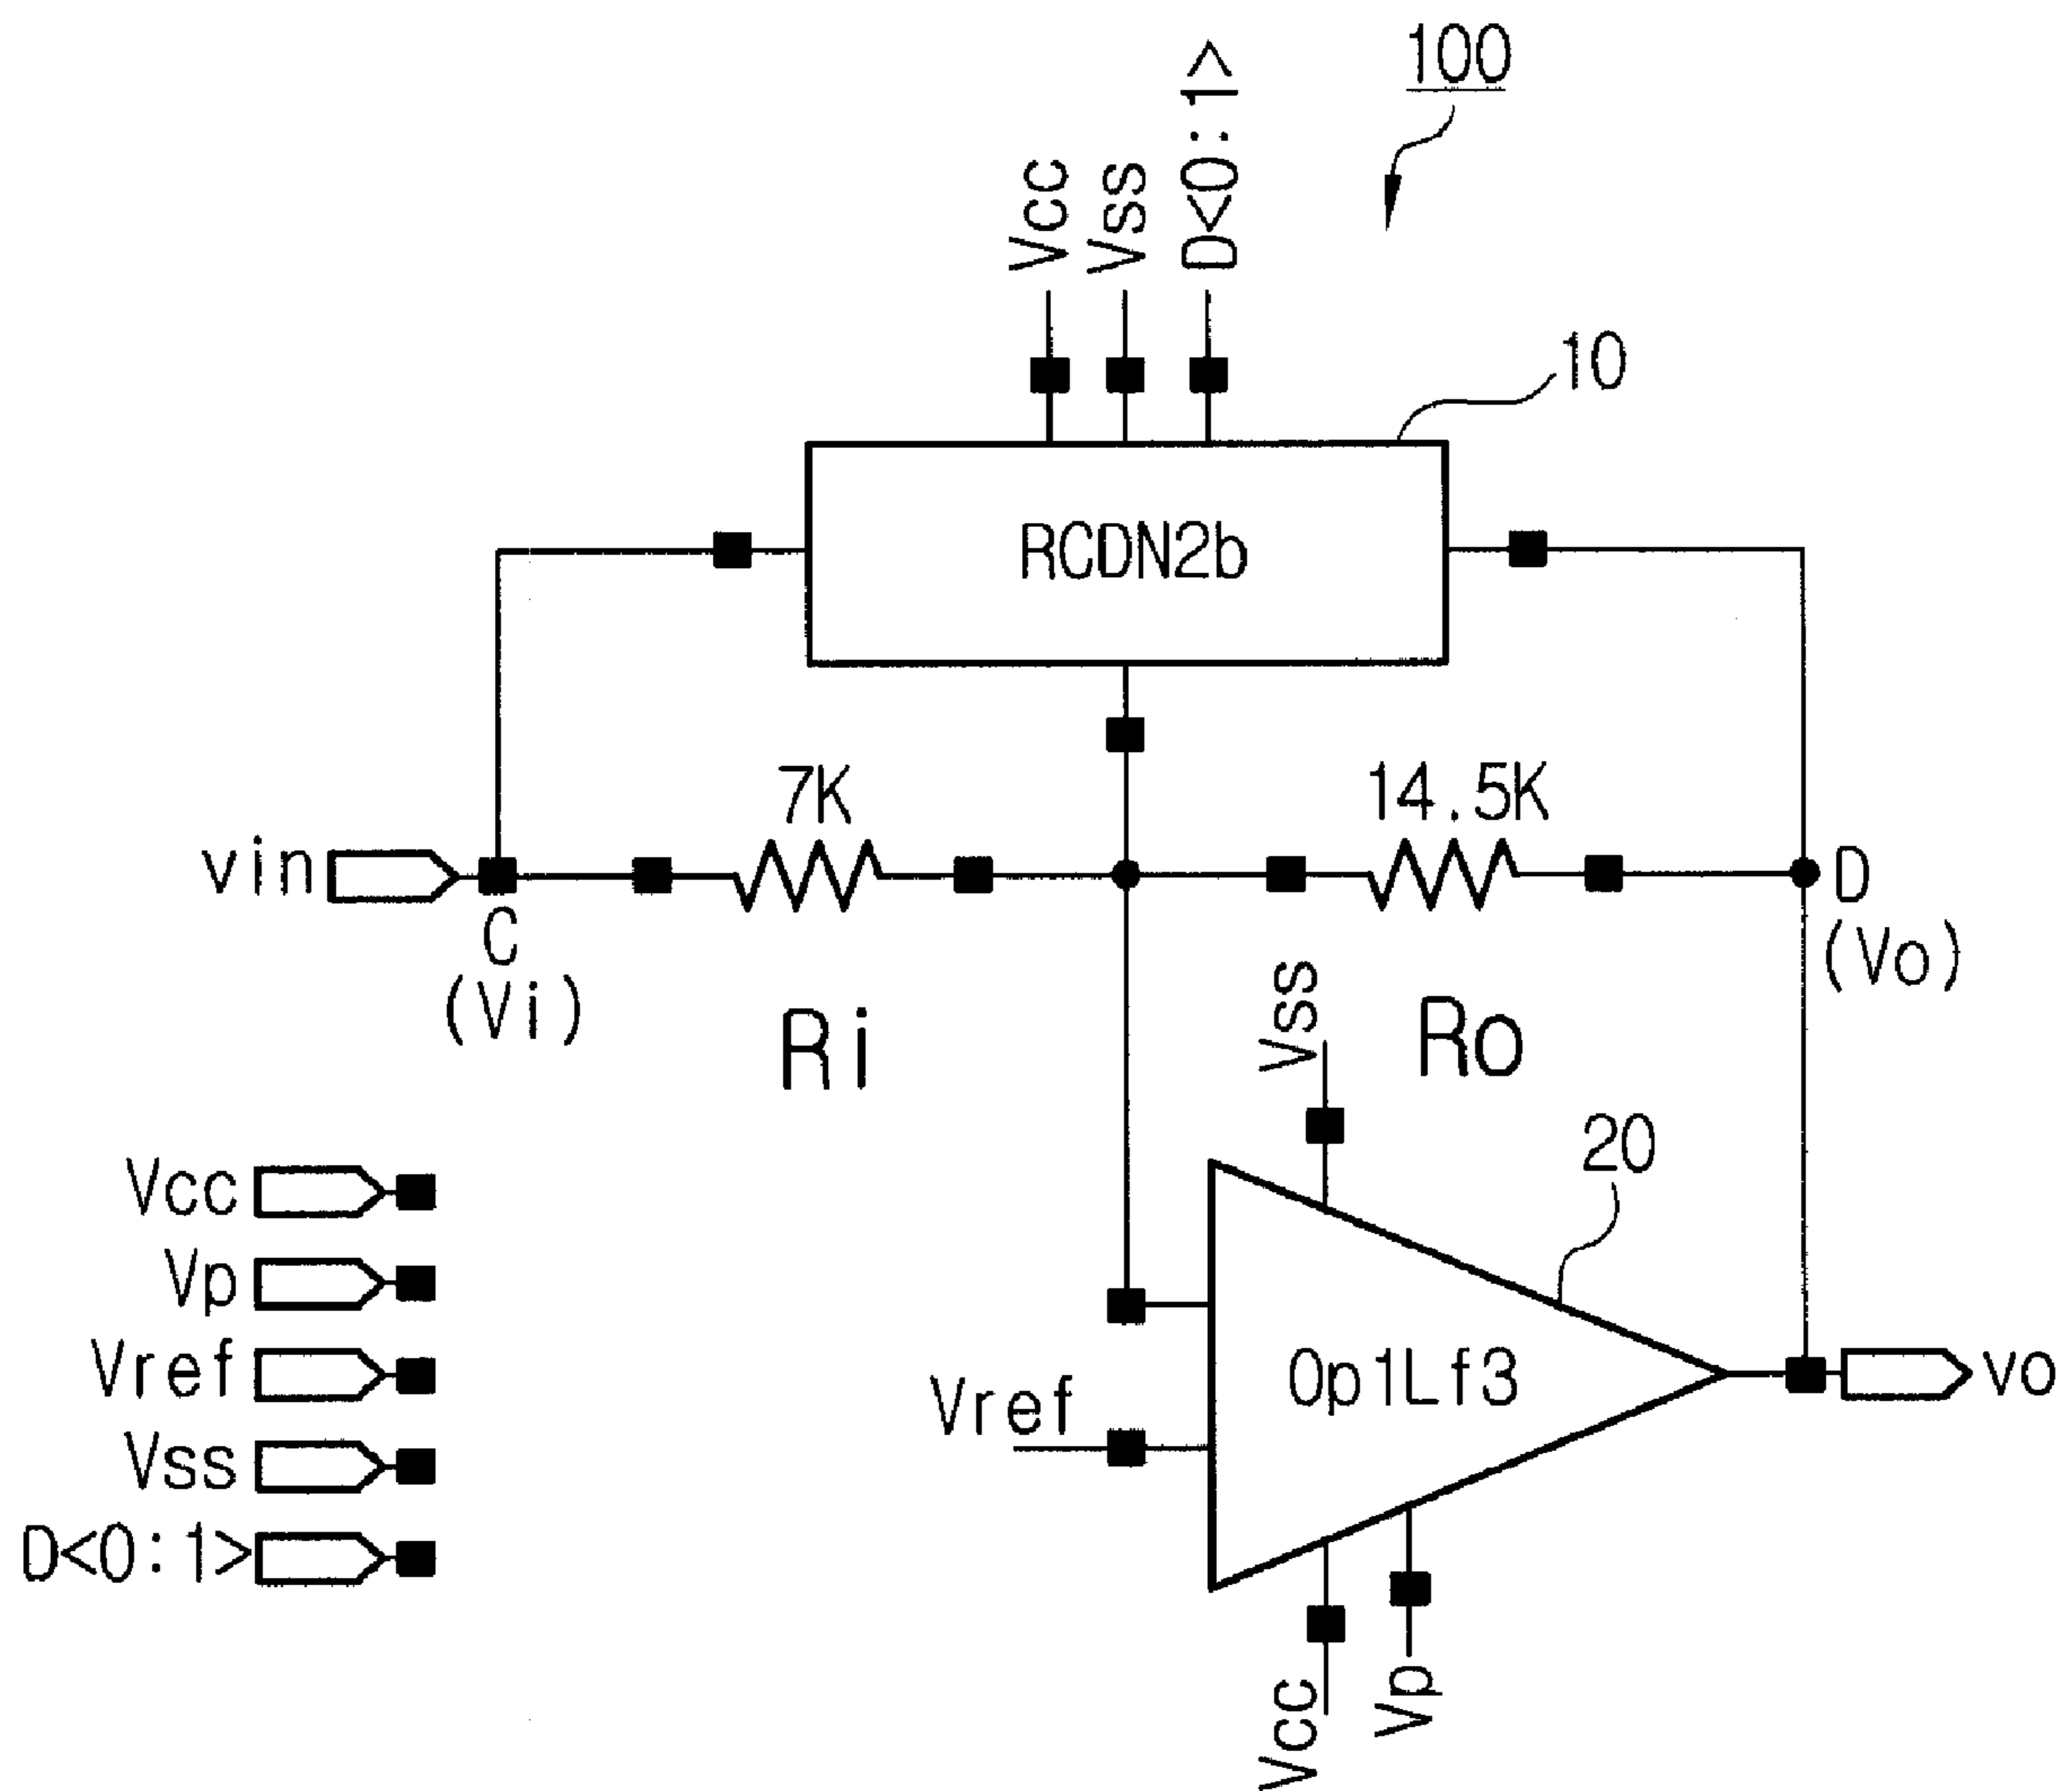 100
Vcc
Vss
D<0:1>
10
RCDN2b
7K
14.5K
vin
C
(Vi)
D
(Vo)
Ri
Ro
Vss
20
Vcc
Vp
Vref
Vss
D<0:1>
Op1Lf3
Vref
vo
Vcc
Vp